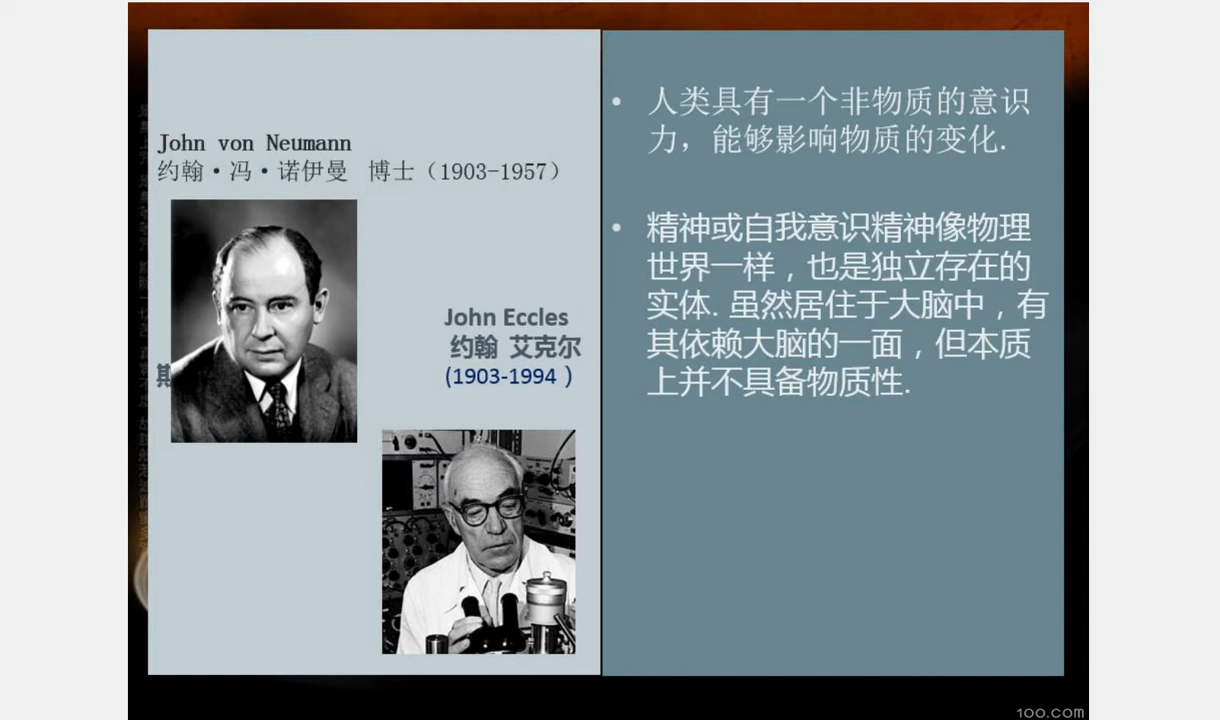 John von Neumann
约翰·冯·诺伊曼 博士（1903-1957）
John Eccles
约翰 艾克尔
(1903-1994 )
• 人类具有一个非物质的意识
力，能够影响物质的变化.
• 精神或自我意识精神像物理
世界一样，也是独立存在的
实体. 虽然居住于大脑中，有
其依赖大脑的一面，但本质
上并不具备物质性.
100.com